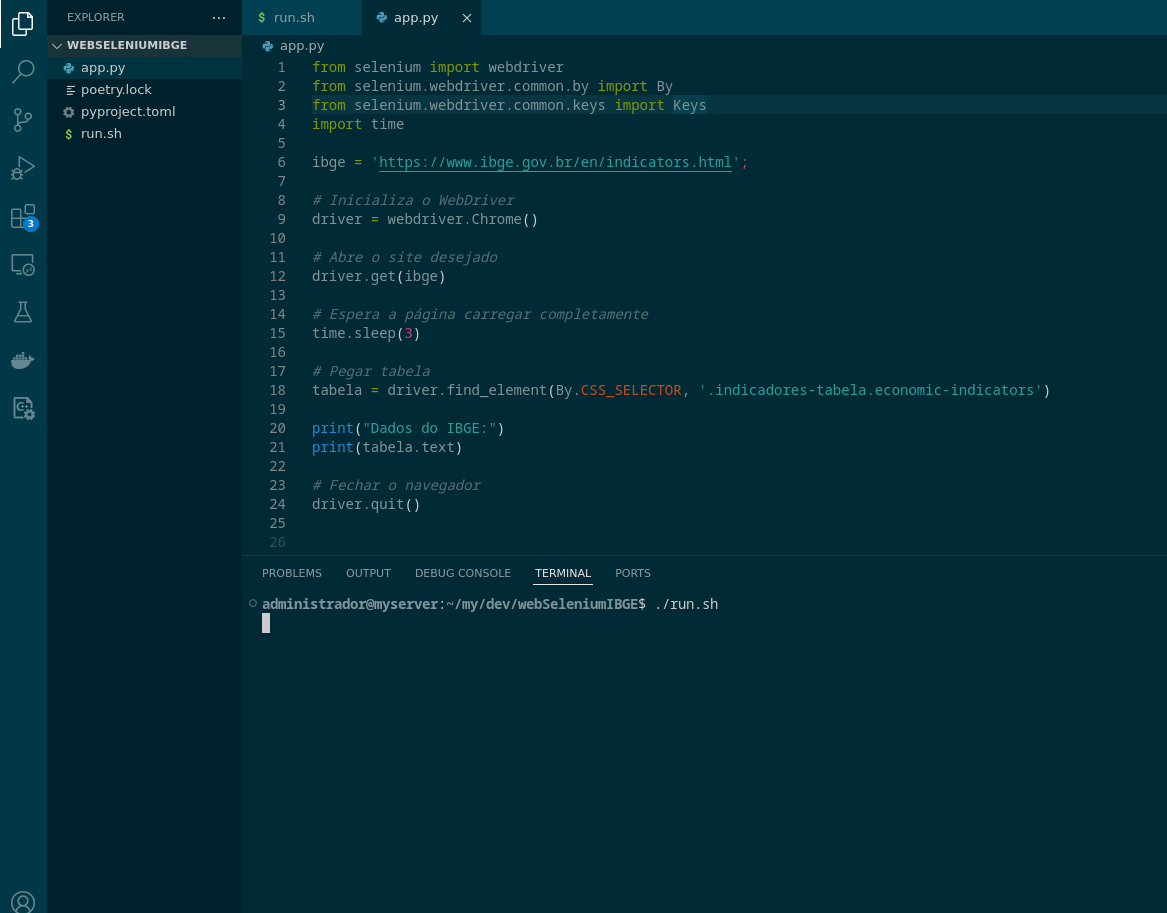 EXPLORER ...
WEBSELENIUMIBGE
app.py
poetry.lock
pyproject.toml
$ run.sh
3
$ run.sh
app.py
app.py
1 from selenium import webdriver
2 from selenium.webdriver.common.by import By
3 from selenium.webdriver.common.keys import Keys
4 import time
5
6 ibge = 'https://www.ibge.gov.br/en/indicators.html';
7
8 # Inicializa o WebDriver
9 driver = webdriver.Chrome()
10
11 # Abre o site desejado
12 driver.get(ibge)
13
14 # Espera a página carregar completamente
15 time.sleep(3)
16
17 # Pegar tabela
18 tabela = driver.find_element(By.CSS_SELECTOR, '.indicadores-tabela.economic-indicators')
19
20 print("Dados do IBGE:")
21 print(tabela.text)
22
23 # Fechar o navegador
24 driver.quit()
25
26
PROBLEMS OUTPUT DEBUG CONSOLE TERMINAL PORTS
administrador@myserver:~/my/dev/webSeleniumIBGE$ ./run.sh